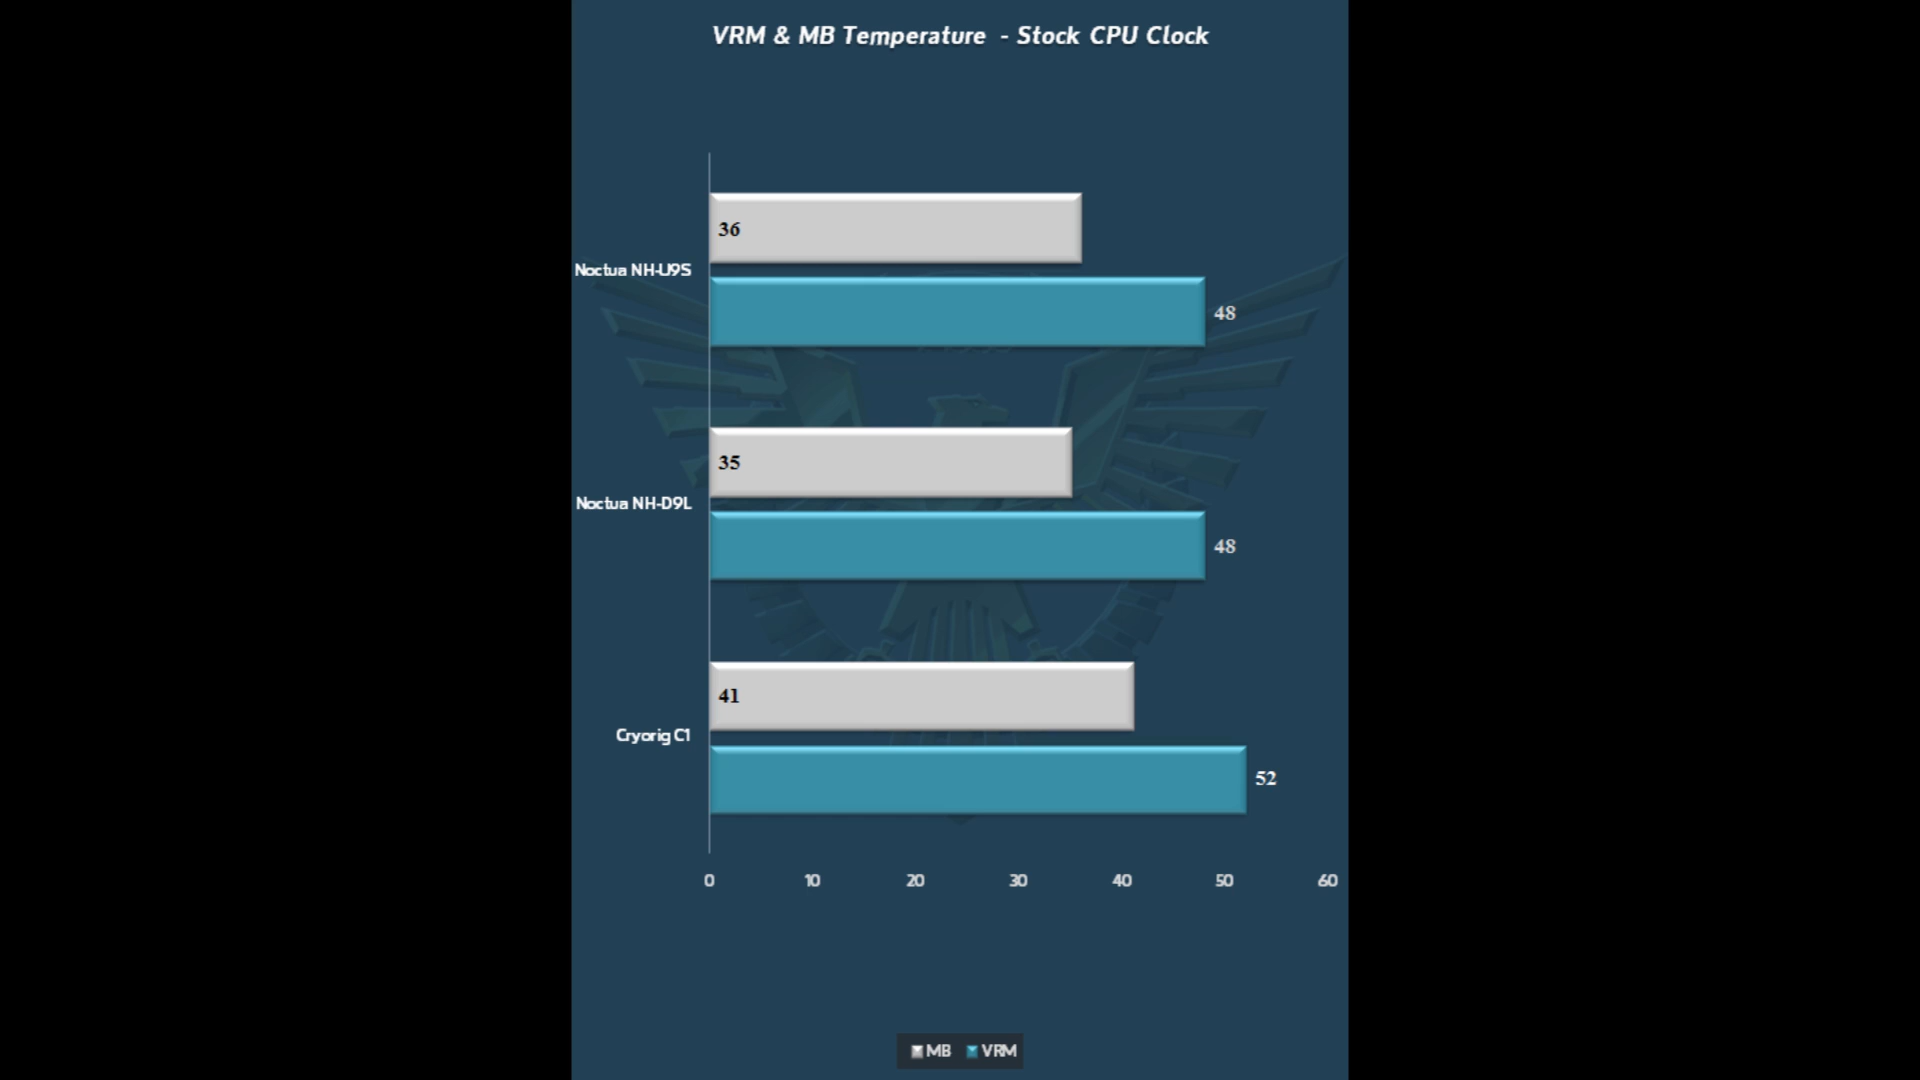 VRM & MB Temperature - Stock CPU Clock
36
Noctua NH-U9S
48
35
Noctua NH-D9L
48
41
Cryorig C1
52
0 10 20 30 40 50 60
MB VRM